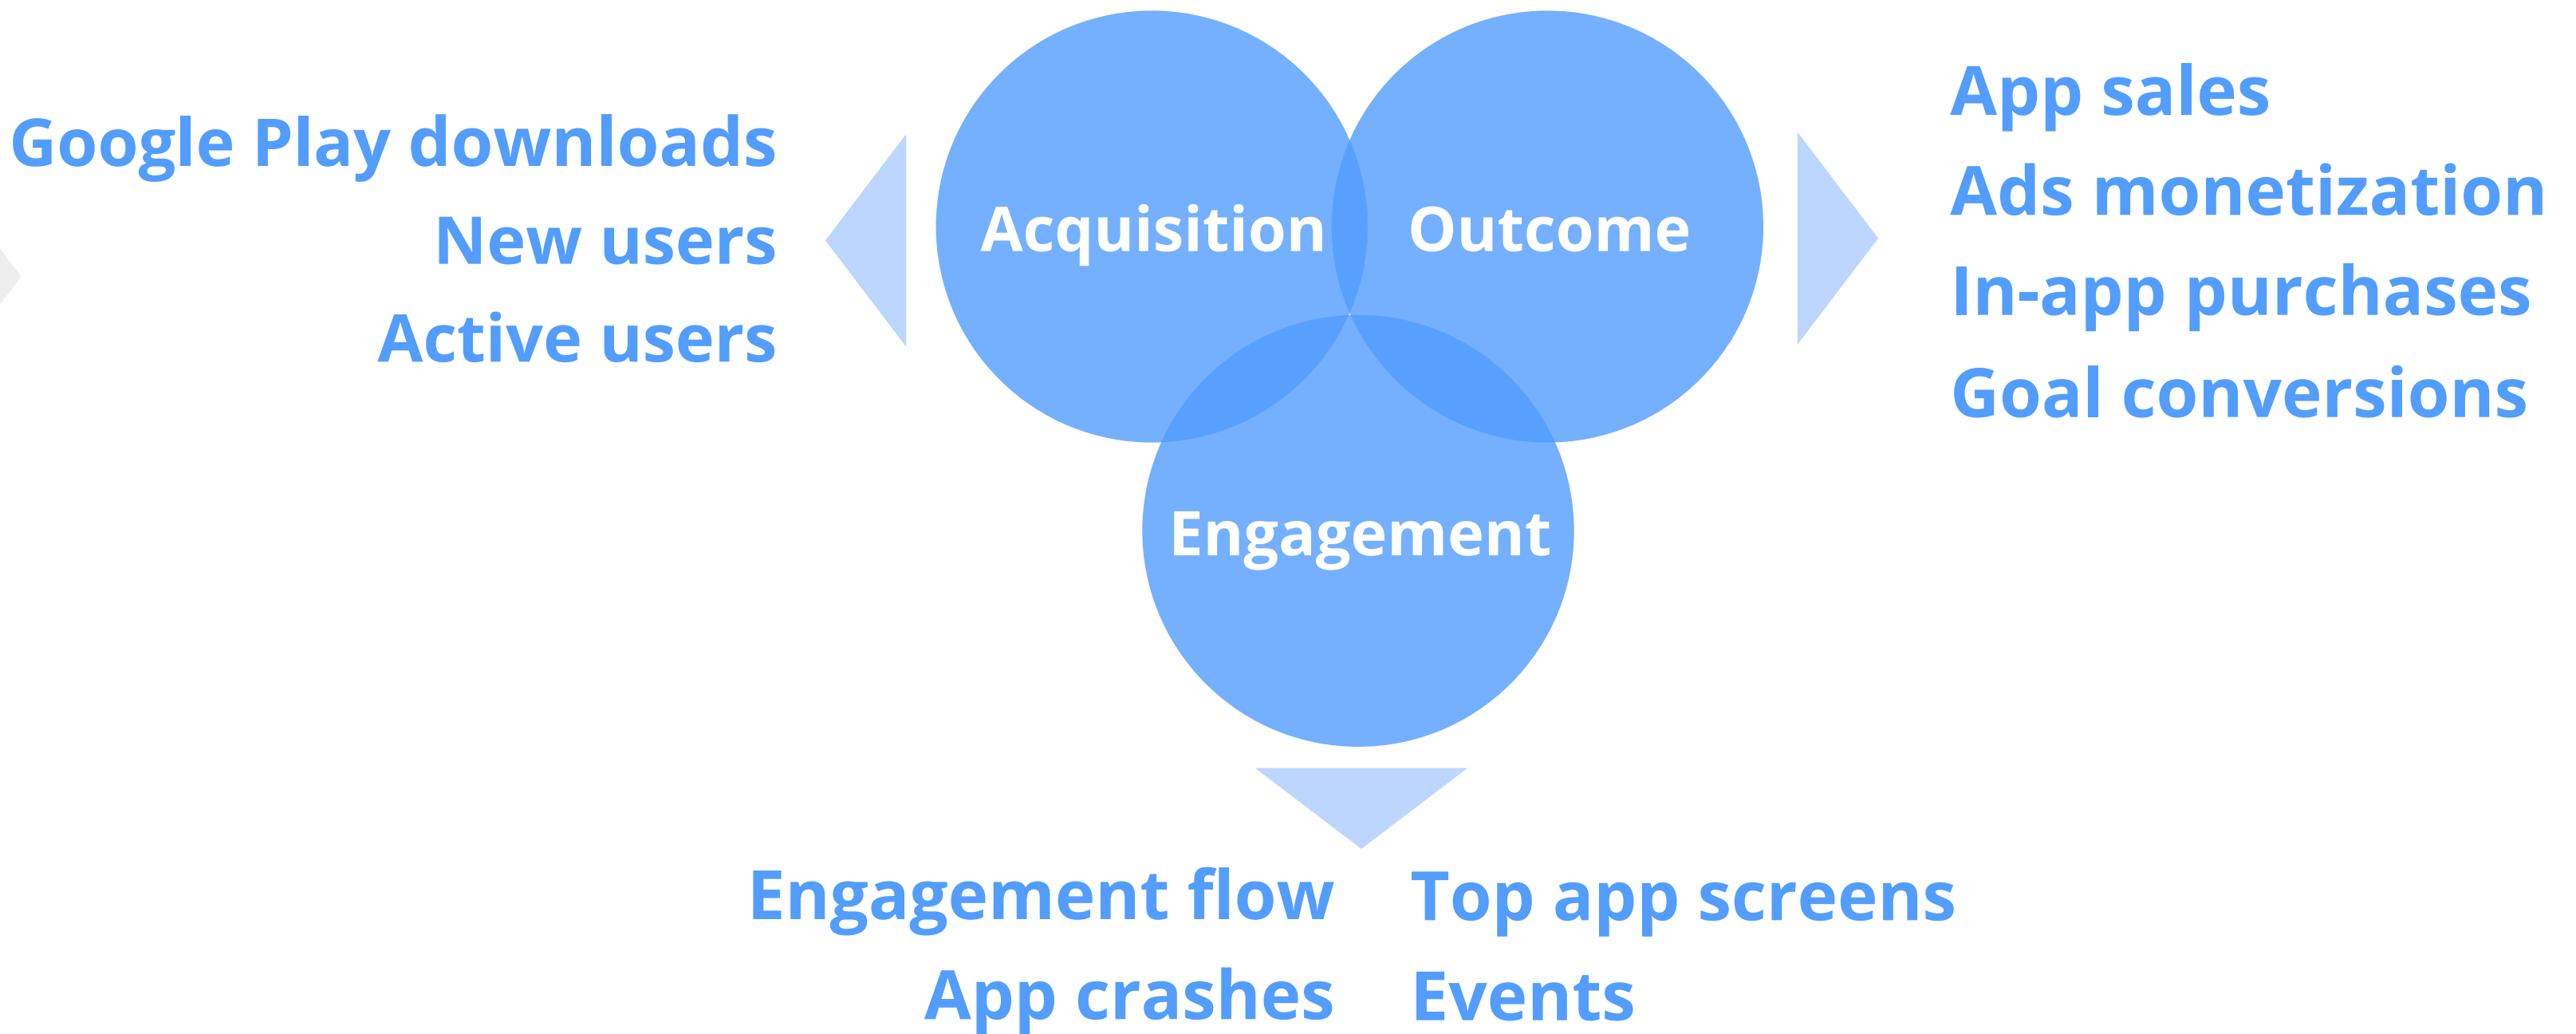 Google Play downloads
New users
Active users
Acquisition
Outcome
Engagement
App sales
Ads monetization
In-app purchases
Goal conversions
Engagement flow
App crashes
Top app screens
Events